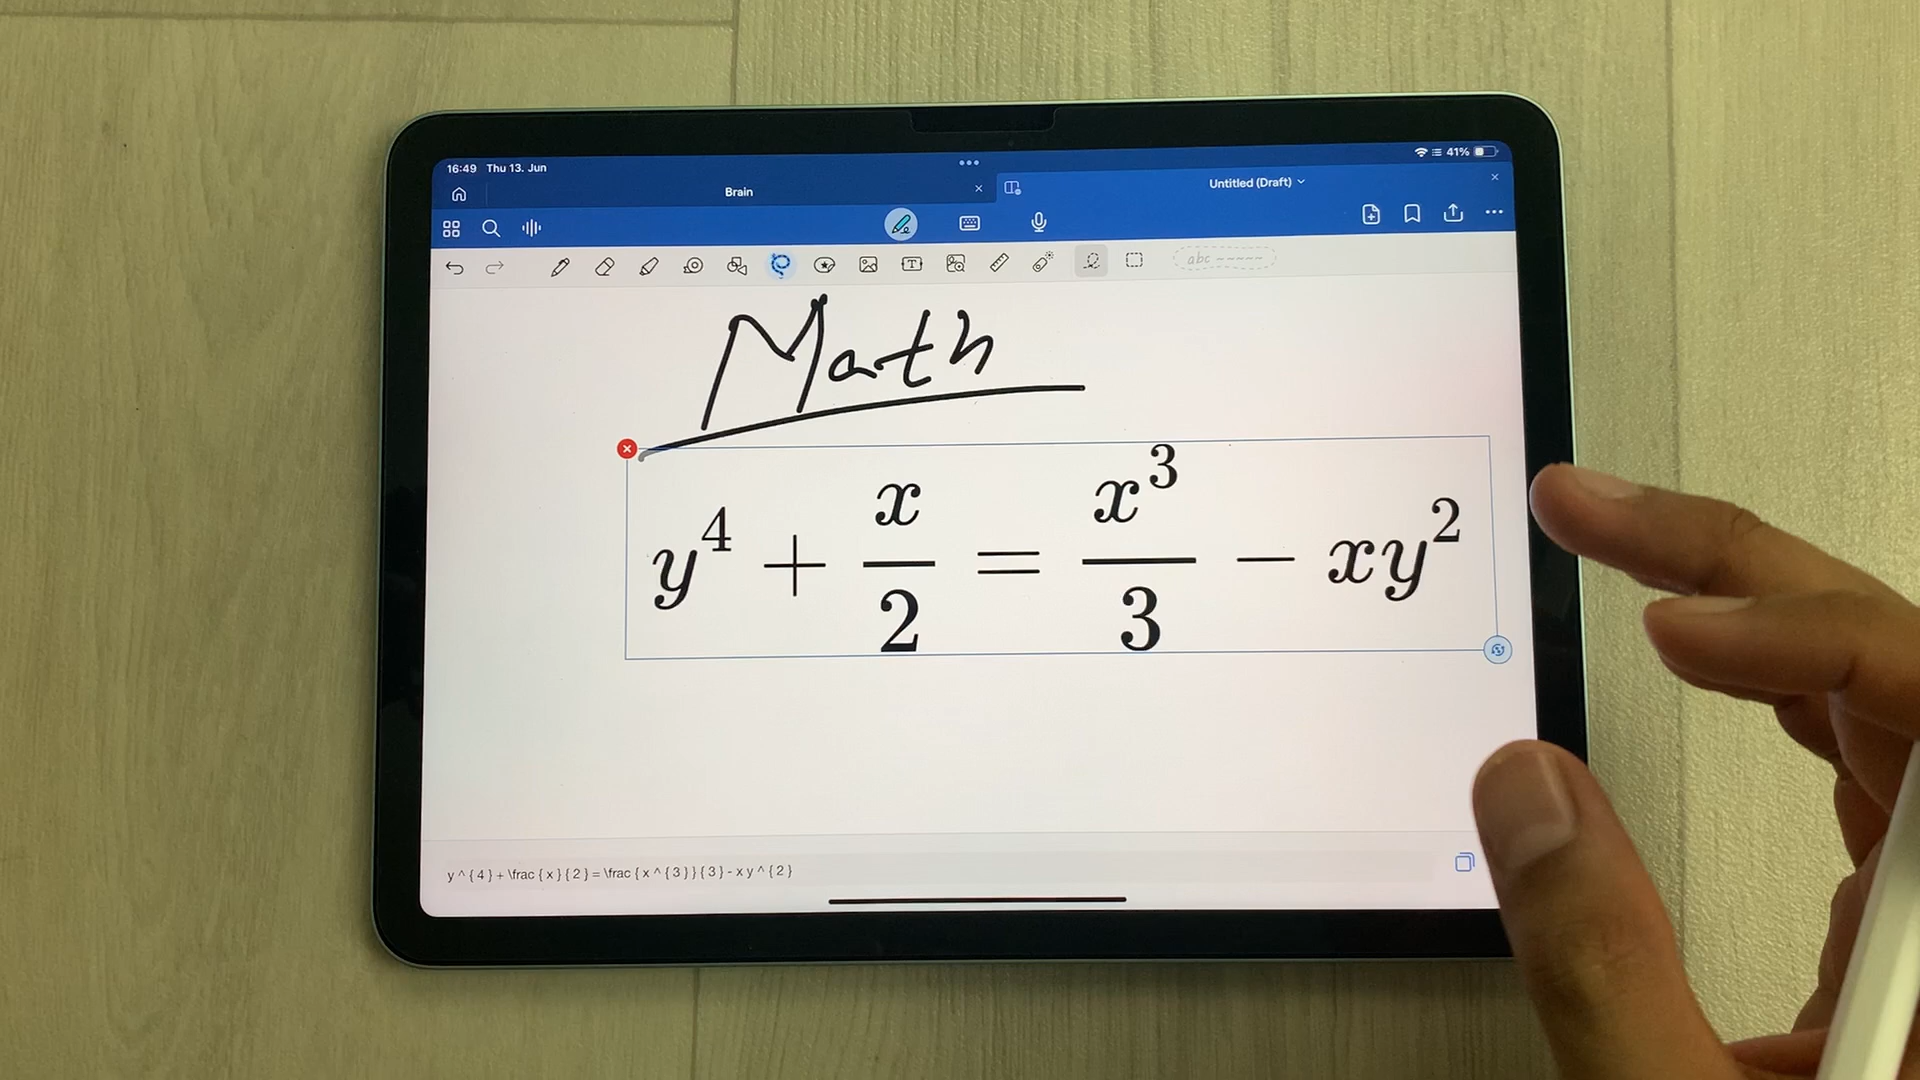 16:49 Thu 13. Jun
41%
Brain
Untitled (Draft)
abc
Math
y⁴ + x/2 = x³/3 − xy²
y ^ { 4 } + \frac { x } { 2 } = \frac { x ^ { 3 } } { 3 } - x y ^ { 2 }